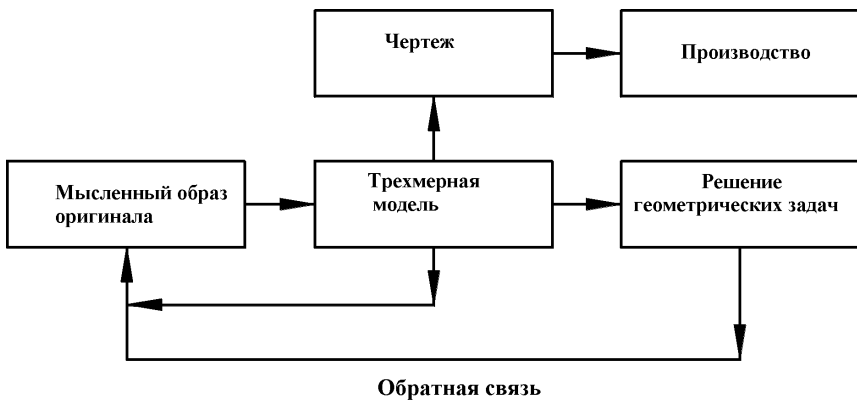 Чертеж
Производство
Мысленный образ
оригинала
Трехмерная
модель
Решение
геометрических задач
Обратная связь